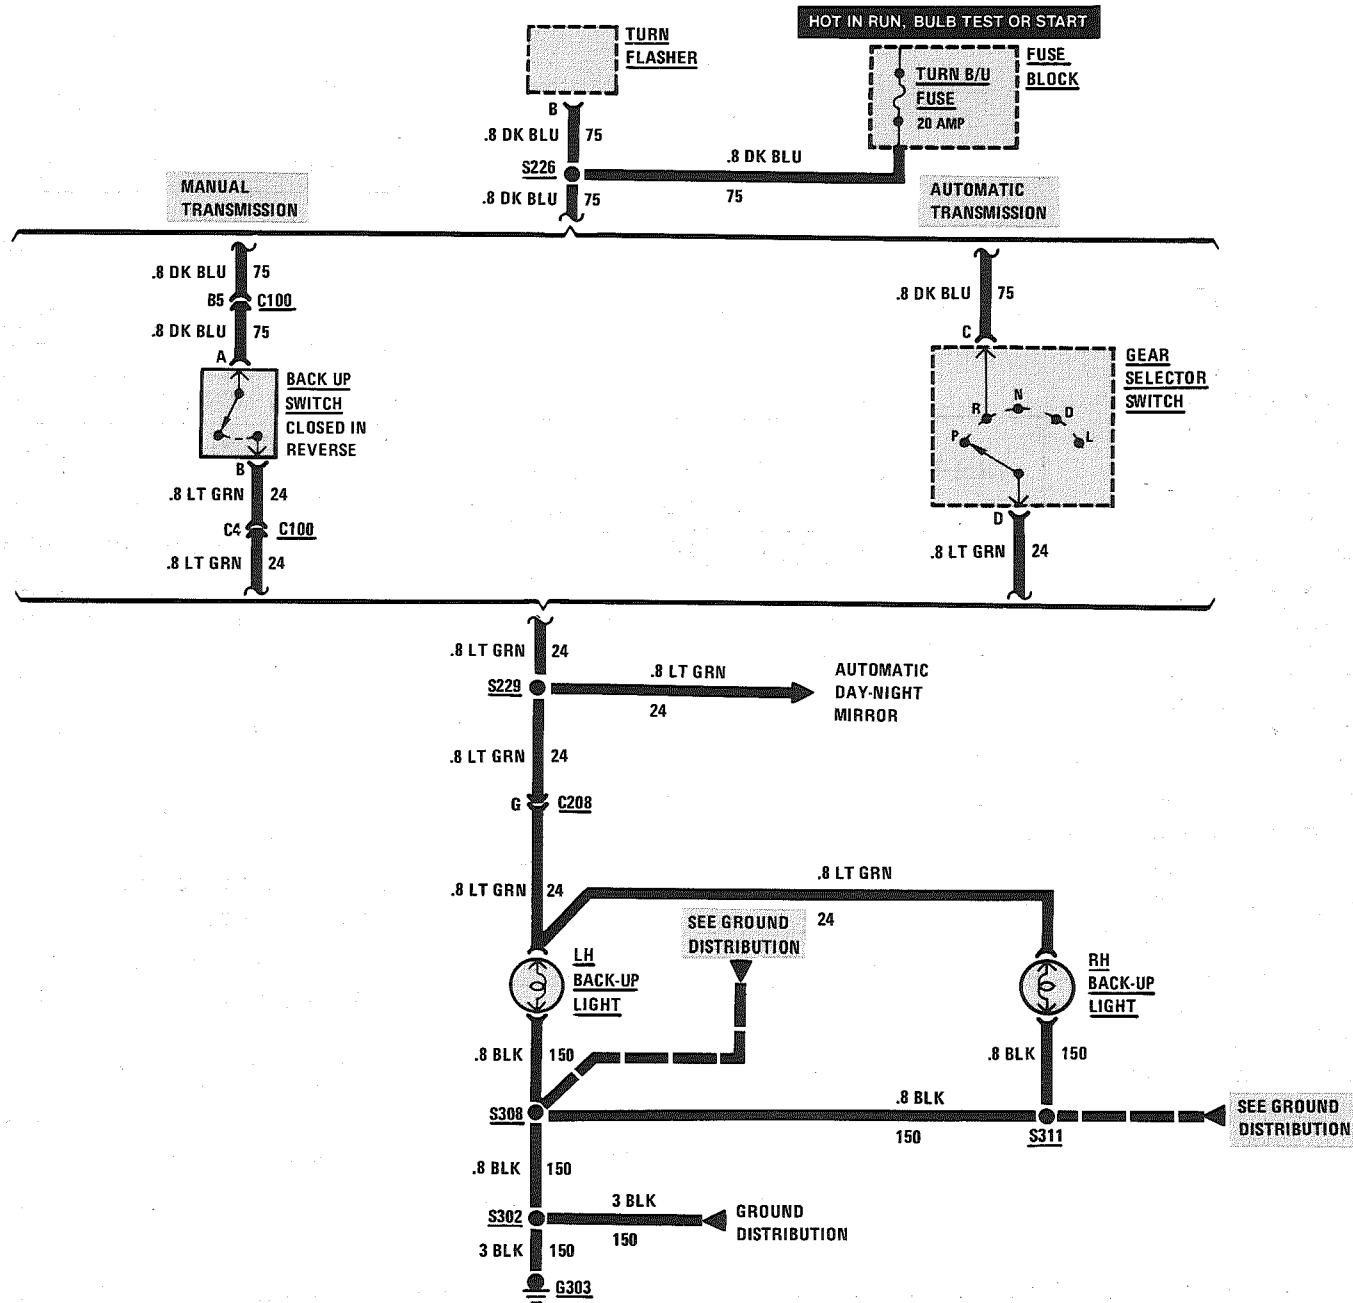 HOT IN RUN, BULB TEST OR START
TURN
FLASHER
FUSE
BLOCK
TURN B/U
FUSE
20 AMP
B
.8 DK BLU 75
.8 DK BLU
S226
75
.8 DK BLU 75
MANUAL
TRANSMISSION
AUTOMATIC
TRANSMISSION
.8 DK BLU 75
B5 C100
.8 DK BLU 75
A
BACK UP
SWITCH
CLOSED IN
REVERSE
B
.8 LT GRN 24
C4 C100
.8 LT GRN 24
.8 DK BLU 75
C
GEAR
SELECTOR
SWITCH
P
R
N
D
L
D
.8 LT GRN 24
.8 LT GRN 24
S229
.8 LT GRN
24
AUTOMATIC
DAY-NIGHT
MIRROR
.8 LT GRN 24
G C208
.8 LT GRN 24
.8 LT GRN
24
SEE GROUND
DISTRIBUTION
LH
BACK-UP
LIGHT
RH
BACK-UP
LIGHT
.8 BLK 150
.8 BLK 150
S308
.8 BLK
150
S311
SEE GROUND
DISTRIBUTION
.8 BLK 150
S302
3 BLK
150
GROUND
DISTRIBUTION
3 BLK 150
G303